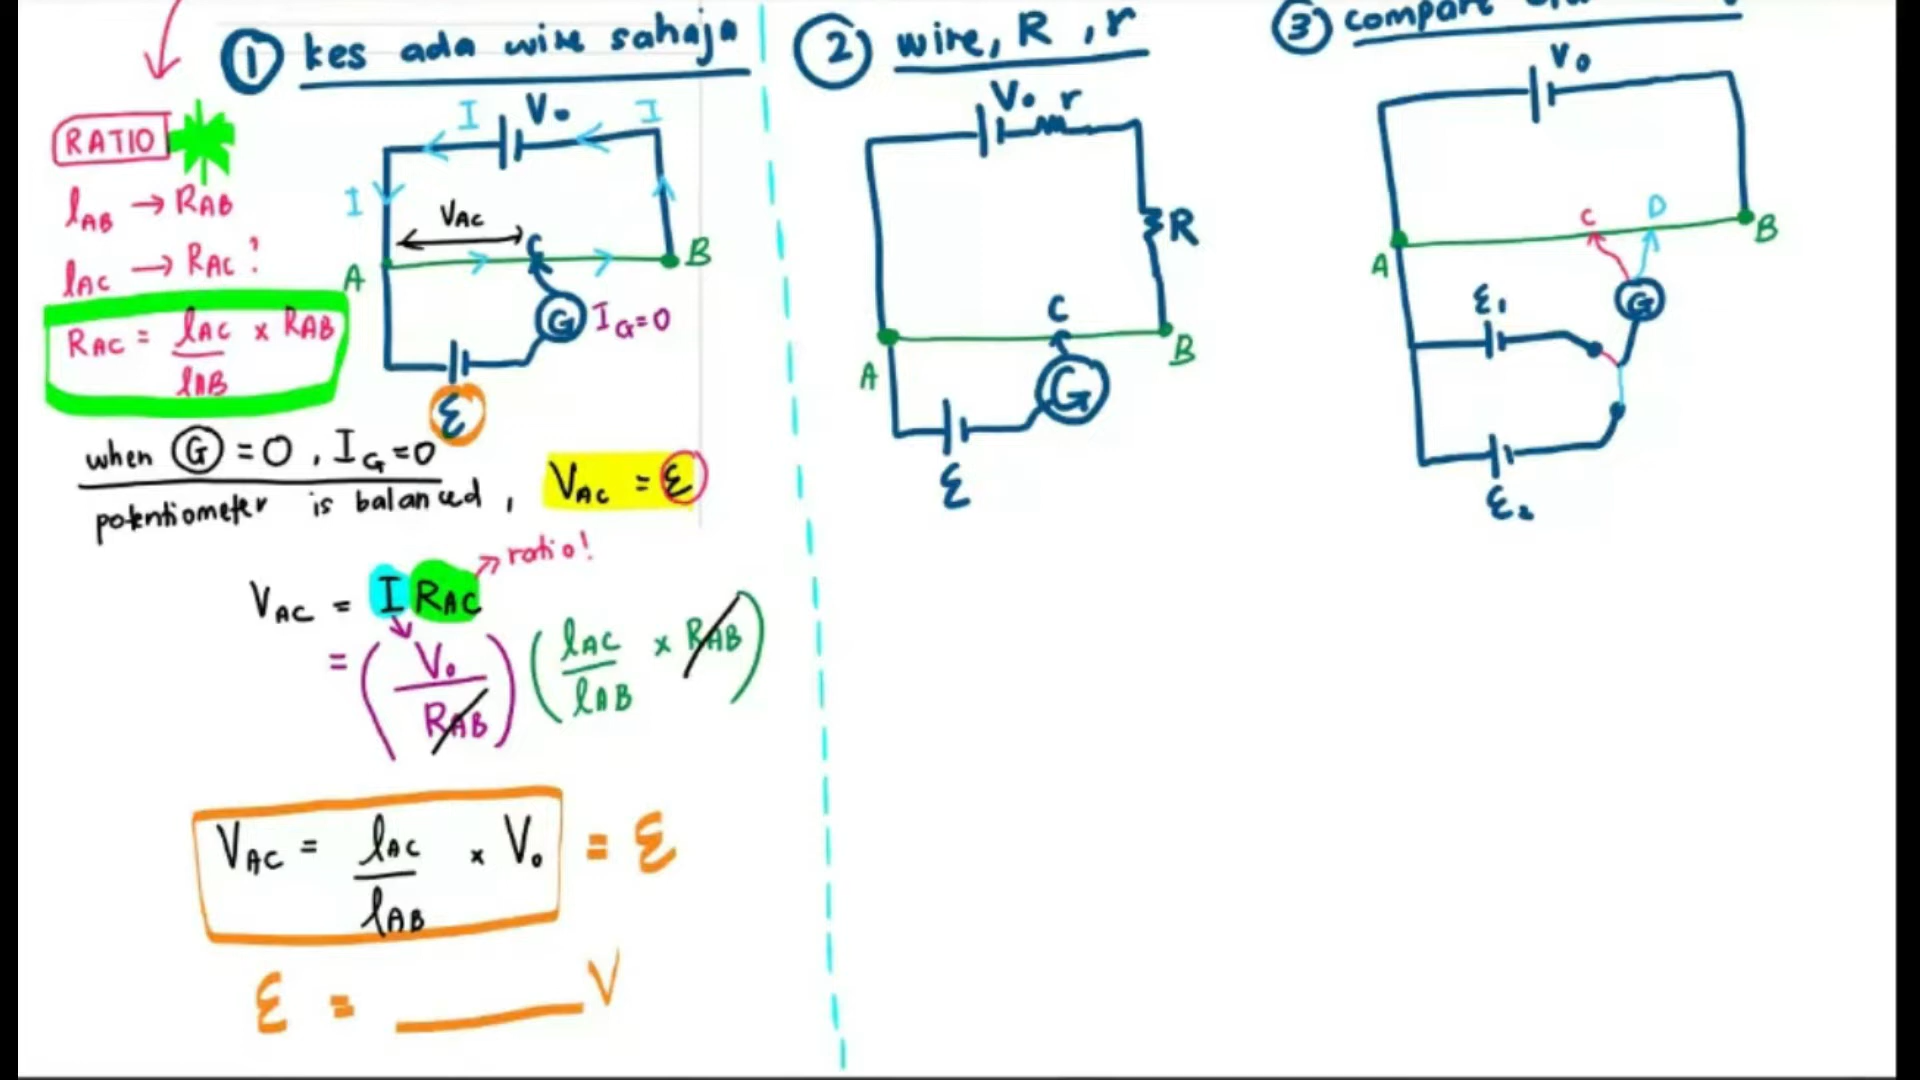 ① kes ada wire sahaja
RATIO
lAB → RAB
lAC → RAC?
RAC = lAC/lAB × RAB
I
V₀
I
I
VAC
C
A
B
G
IG=0
ε
when G = 0, IG=0
potentiometer is balanced, VAC = ε
VAC = I RAC
ratio!
= (V₀/RAB) (lAC/lAB × RAB)
VAC = lAC/lAB × V₀ = ε
ε = ____ V
② wire, R, r
V₀ r
R
C
A
B
G
ε
③ compare
V₀
C
D
A
B
G
ε₁
ε₂